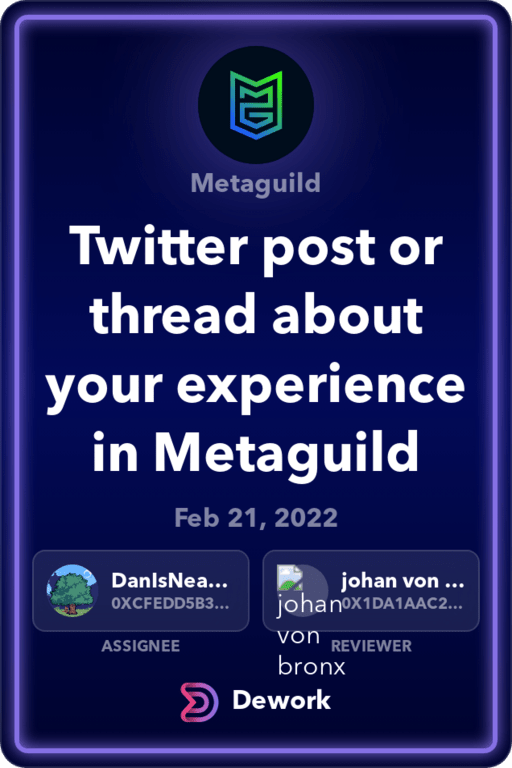 Metaguild
Twitter post or
thread about
your experience
in Metaguild
Feb 21, 2022
DanIsNea...
0XCFEDD5B3...
ASSIGNEE
johan von ...
0X1DA1AAC2...
johan
von
bronx
REVIEWER
Dework